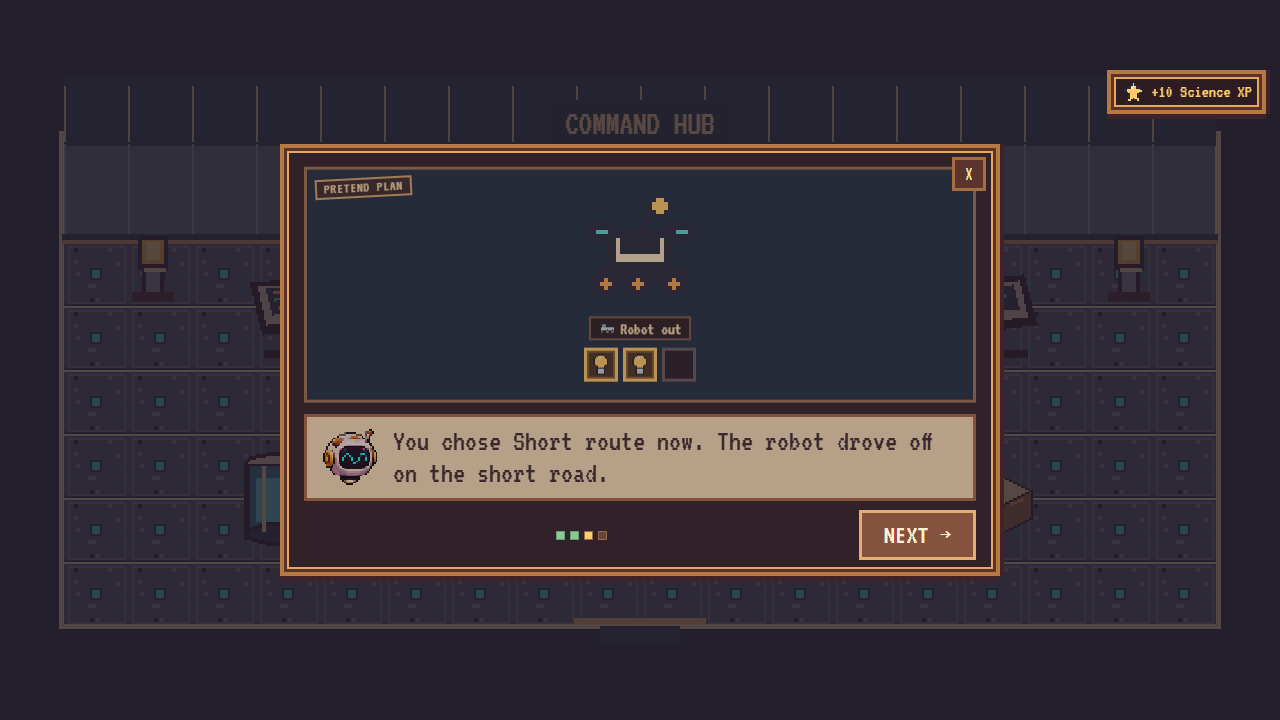 +10 Science XP
COMMAND HUB
PRETEND PLAN
X
Robot out
You chose Short route now. The robot drove off
on the short road.
NEXT →